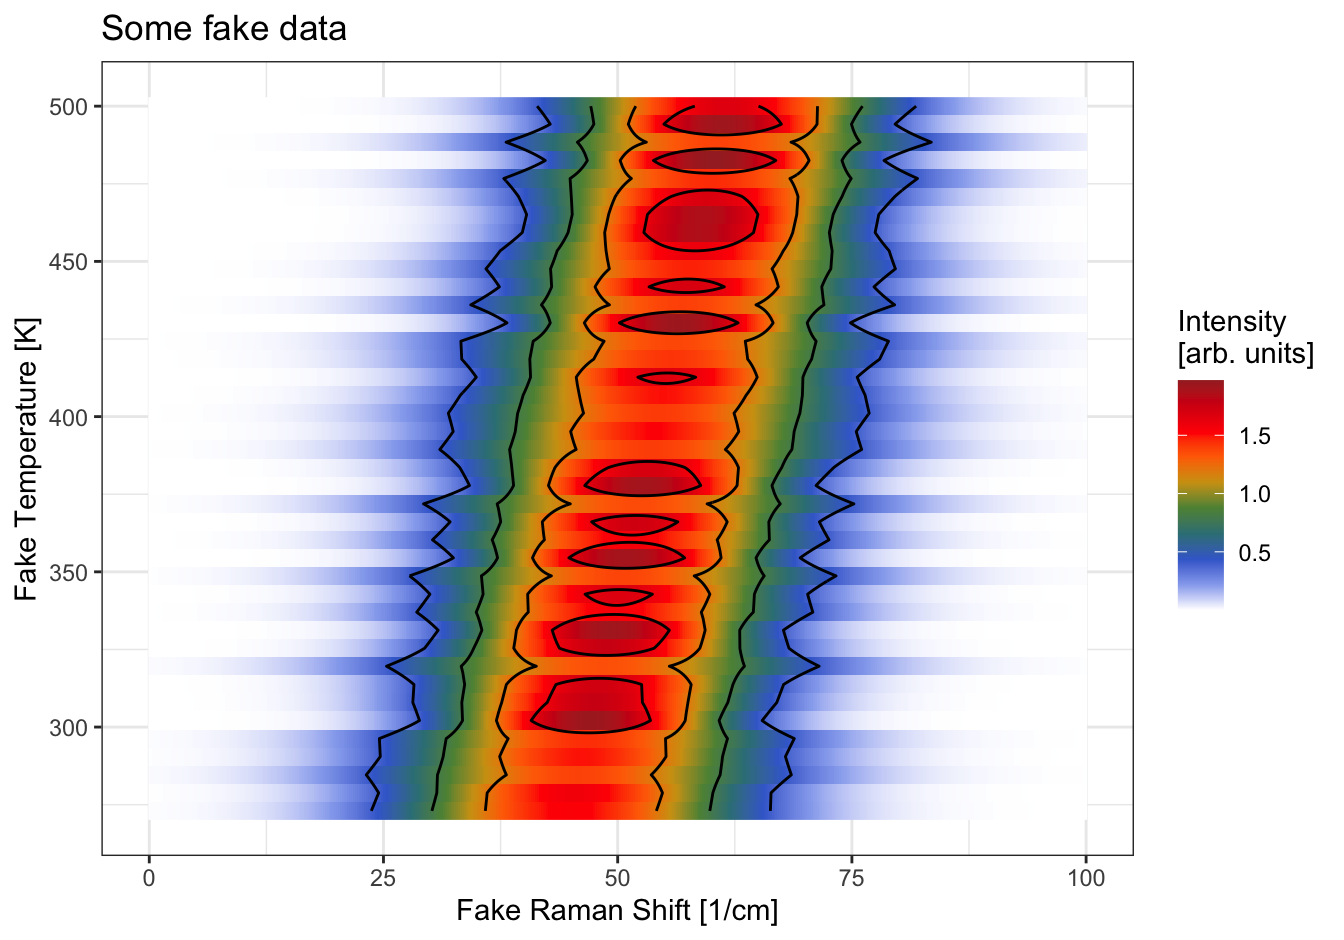 Some fake data
500
450
400
350
300
Fake Temperature [K]
0
25
50
75
100
Fake Raman Shift [1/cm]
Intensity
[arb. units]
1.5
1.0
0.5